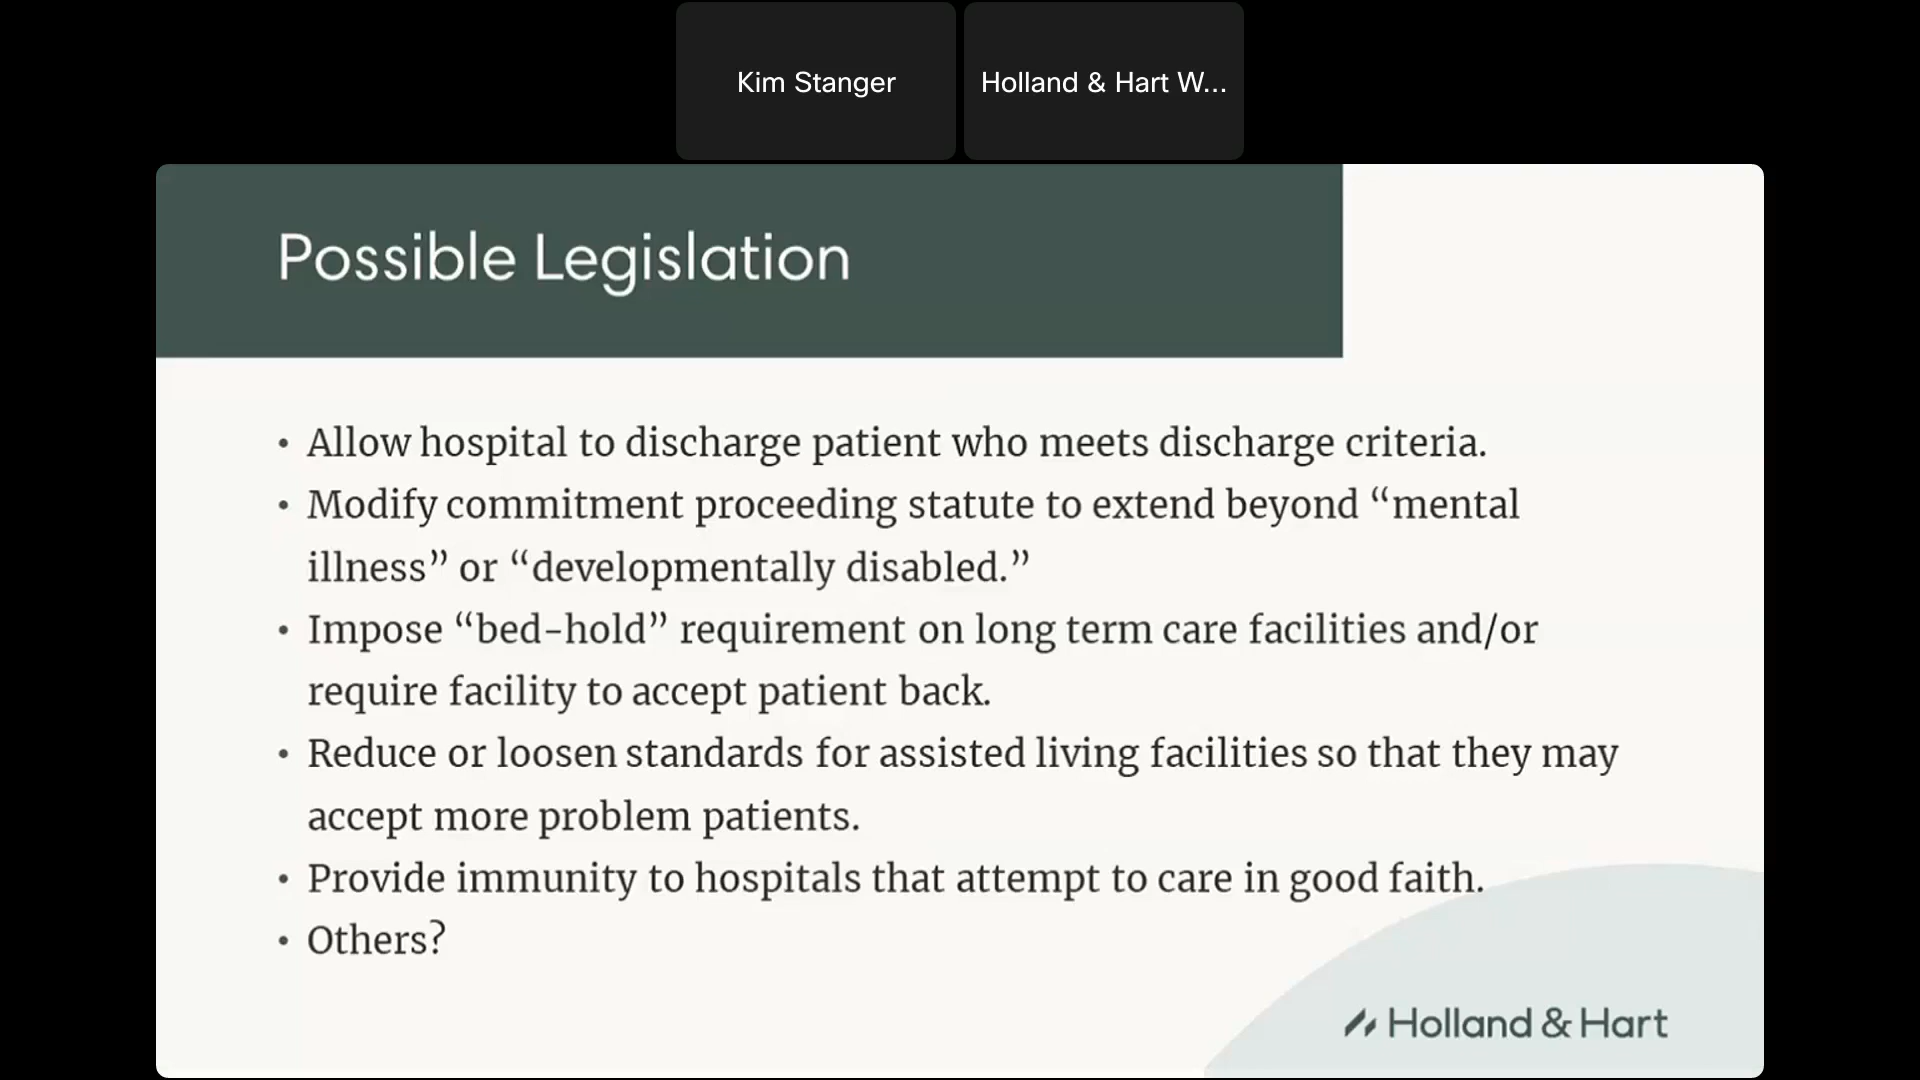 Kim Stanger
Holland & Hart W...
Possible Legislation
• Allow hospital to discharge patient who meets discharge criteria.
• Modify commitment proceeding statute to extend beyond “mental
illness” or “developmentally disabled.”
• Impose “bed-hold” requirement on long term care facilities and/or
require facility to accept patient back.
• Reduce or loosen standards for assisted living facilities so that they may
accept more problem patients.
• Provide immunity to hospitals that attempt to care in good faith.
• Others?
Holland & Hart